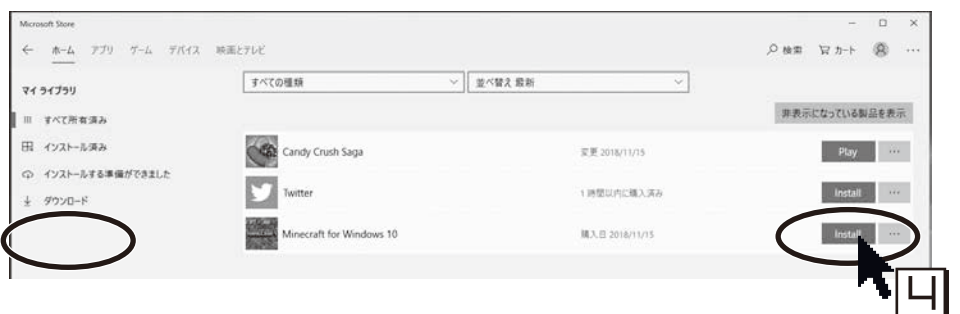 Microsoft Store
ホーム アプリ ゲーム デバイス 映画とテレビ 検索 カート
すべての種類 並べ替え 最新
マイ ライブラリ
非表示になっている製品を表示
すべて所有済み
インストール済み
Candy Crush Saga 変更 2018/11/15 Play
インストールする準備ができました
Twitter 1 時間以内に購入済み Install
ダウンロード
Minecraft for Windows 10 購入日 2018/11/15 Install
4